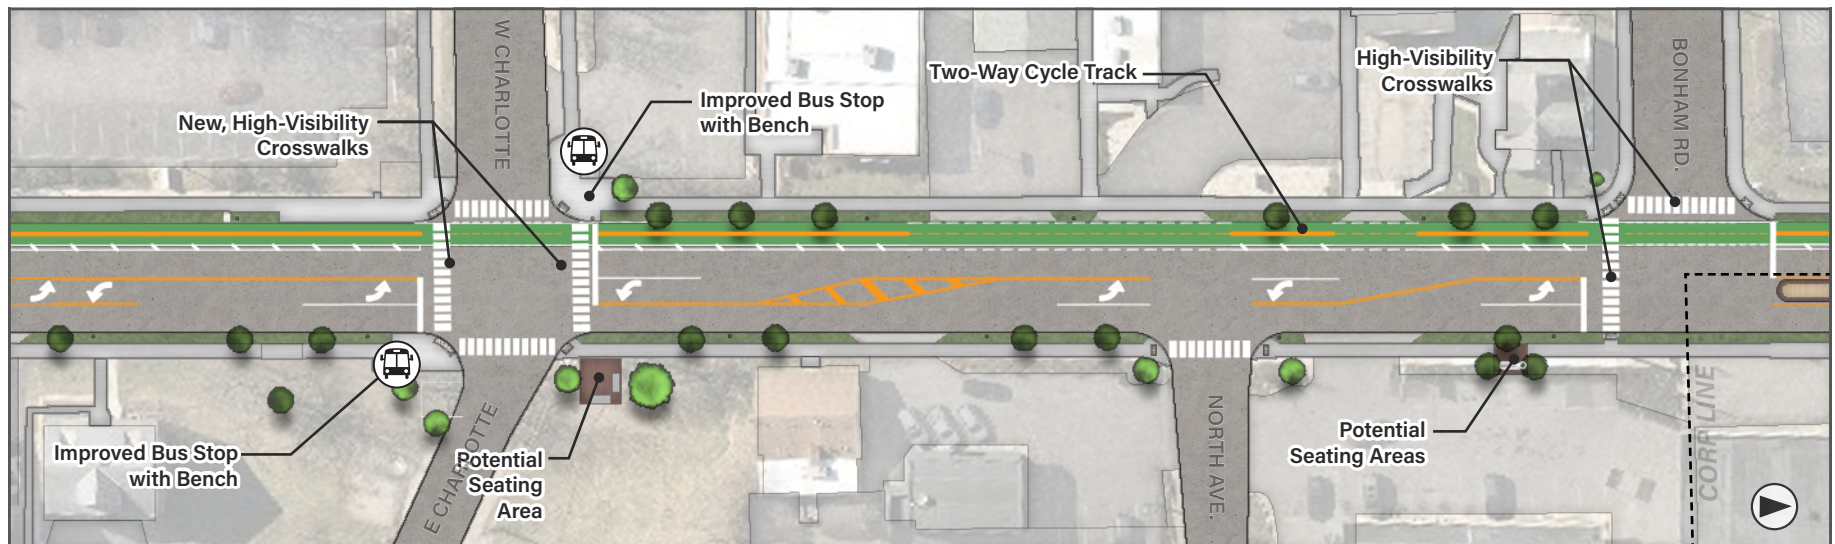 W CHARLOTTE
New, High-Visibility
Crosswalks
Improved Bus Stop
with Bench
Two-Way Cycle Track
High-Visibility
Crosswalks
BONHAM RD.
Improved Bus Stop
with Bench
E CHARLOTTE
Potential
Seating
Area
NORTH AVE.
Potential
Seating Areas
CORP LINE